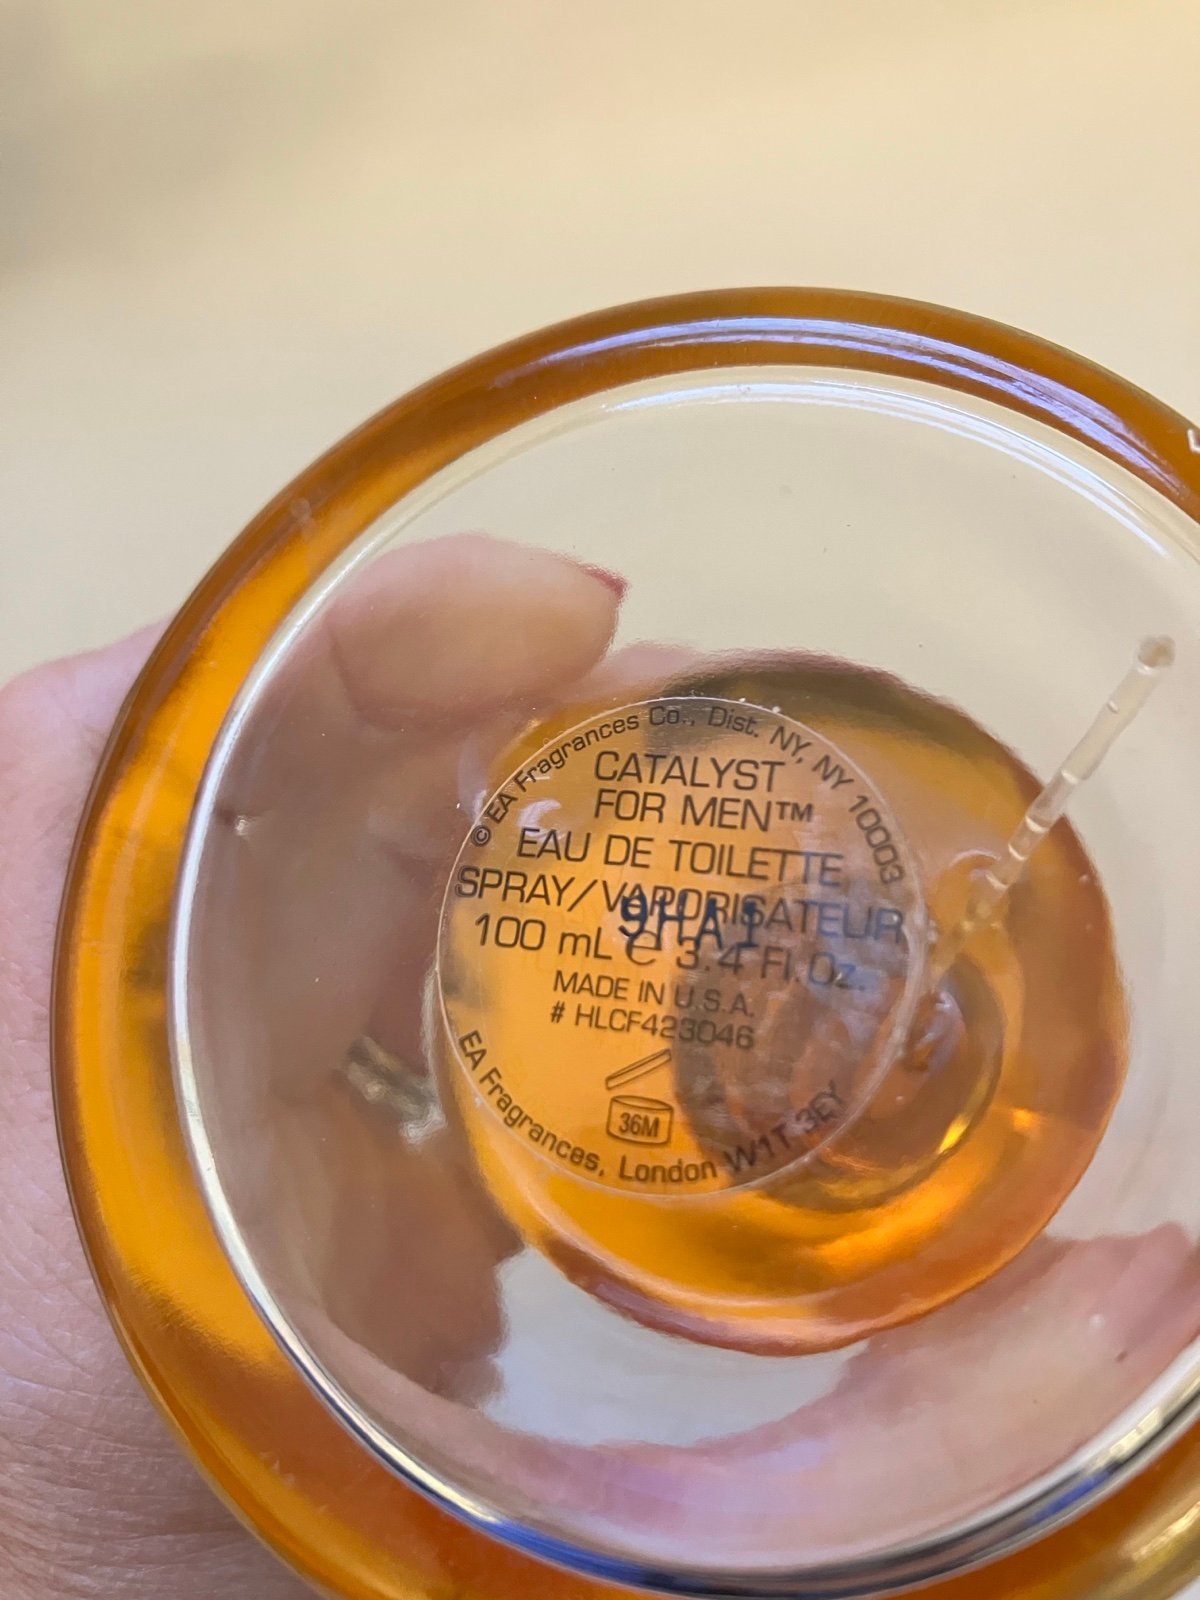 © EA Fragrances Co., Dist. NY, NY 10003
CATALYST
FOR MEN™
EAU DE TOILETTE
SPRAY/VAPORISATEUR
9HA1
100 mL e 3.4 Fl. Oz.
MADE IN U.S.A.
# HLCF423046
36M
EA Fragrances, London W1T 3EY